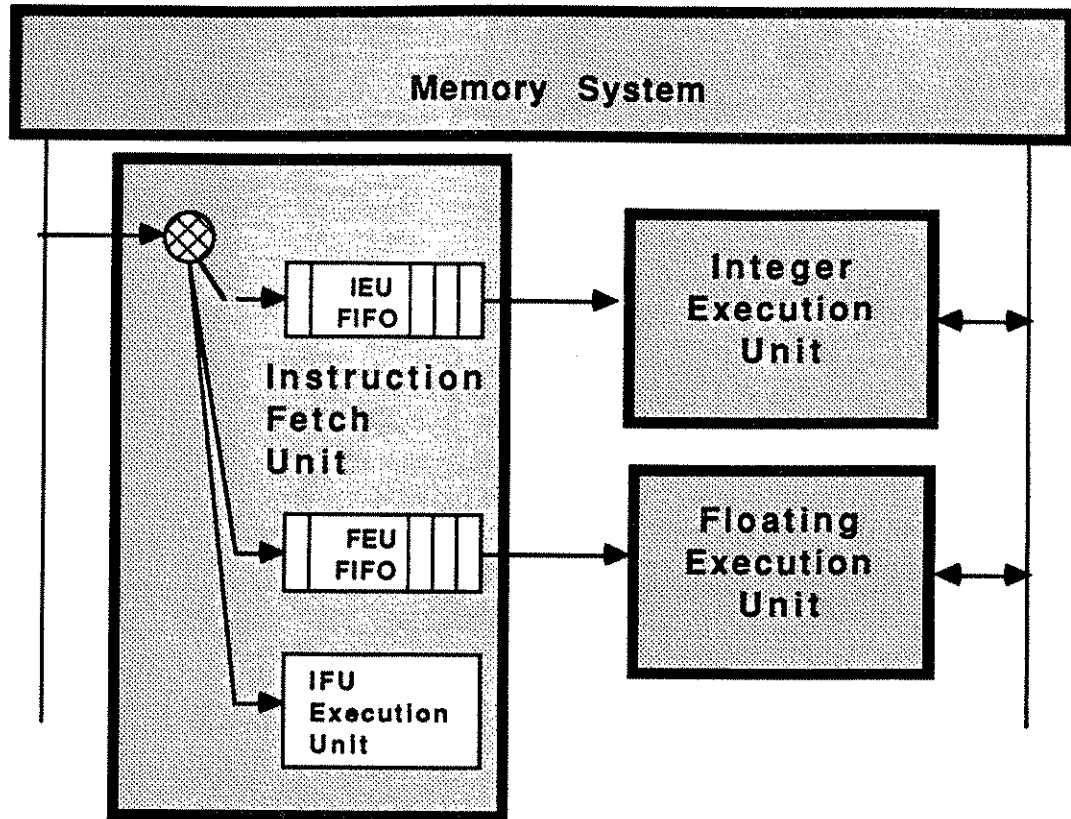 Memory System
IEU
FIFO
Integer
Execution
Unit
Instruction
Fetch
Unit
FEU
FIFO
Floating
Execution
Unit
IFU
Execution
Unit